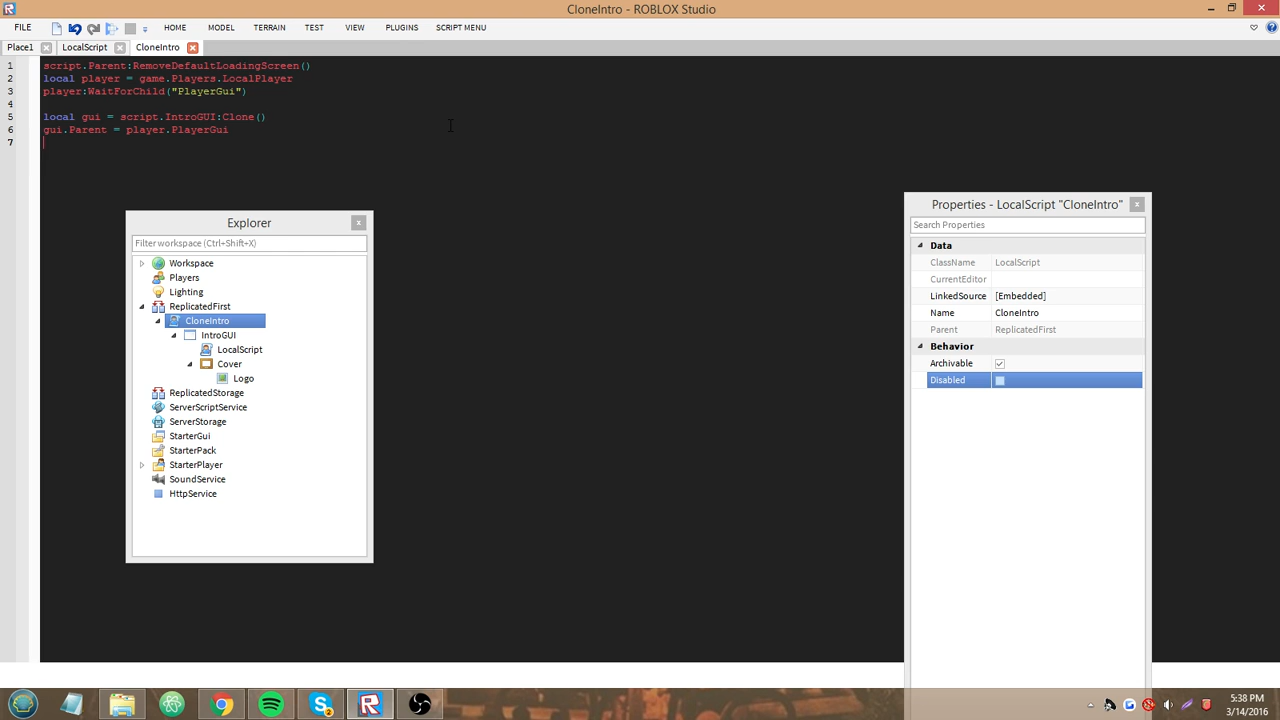 CloneIntro - ROBLOX Studio
FILE HOME MODEL TERRAIN TEST VIEW PLUGINS SCRIPT MENU
Place1 LocalScript CloneIntro
1 script.Parent:RemoveDefaultLoadingScreen()
2 local player = game.Players.LocalPlayer
3 player:WaitForChild("PlayerGui")
4
5 local gui = script.IntroGUI:Clone()
6 gui.Parent = player.PlayerGui
7
Explorer
Filter workspace (Ctrl+Shift+X)
Workspace
Players
Lighting
ReplicatedFirst
CloneIntro
IntroGUI
LocalScript
Cover
Logo
ReplicatedStorage
ServerScriptService
ServerStorage
StarterGui
StarterPack
StarterPlayer
SoundService
HttpService
Properties - LocalScript "CloneIntro"
Search Properties
Data
ClassName LocalScript
CurrentEditor
LinkedSource [Embedded]
Name CloneIntro
Parent ReplicatedFirst
Behavior
Archivable
Disabled
2
5:38 PM
3/14/2016